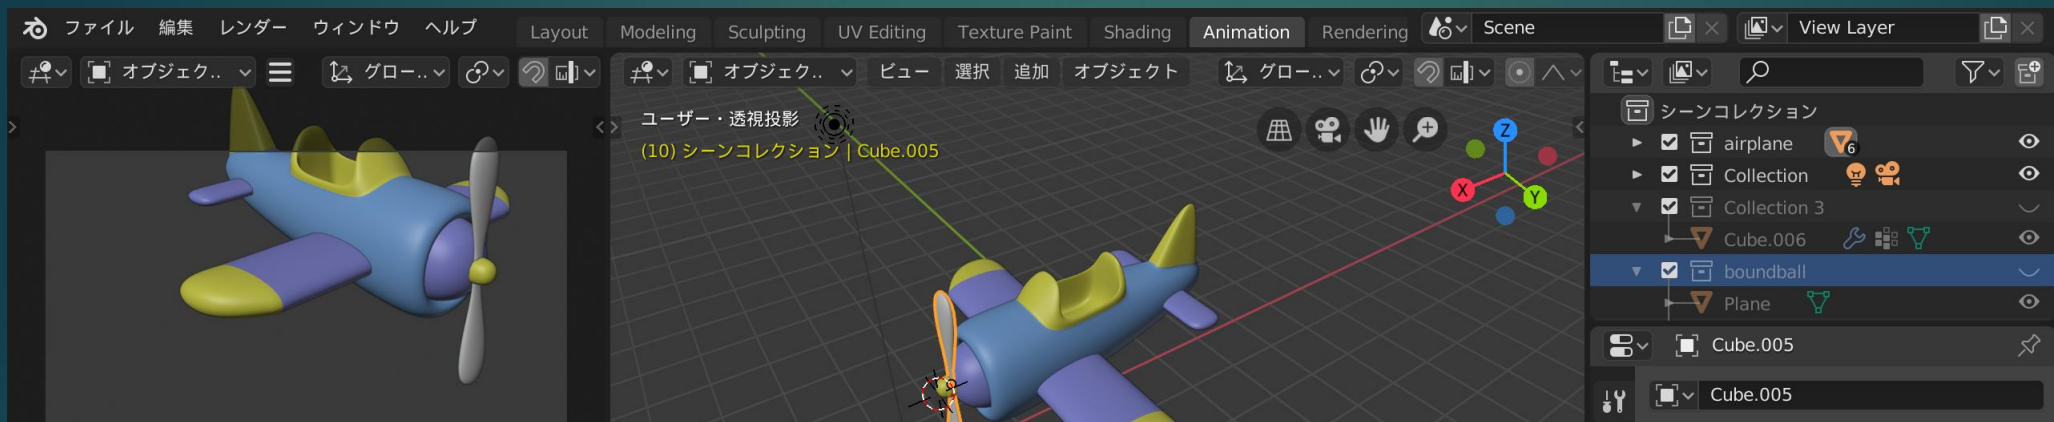 ファイル 編集 レンダー ウィンドウ ヘルプ Layout Modeling Sculpting UV Editing Texture Paint Shading Animation Rendering Scene View Layer
オブジェク.. グロー.. オブジェク.. ビュー 選択 追加 オブジェクト グロー..
ユーザー・透視投影
(10) シーンコレクション | Cube.005
Z
X
Y
シーンコレクション
airplane 6
Collection
Collection 3
Cube.006
boundball
Plane
Cube.005
Cube.005